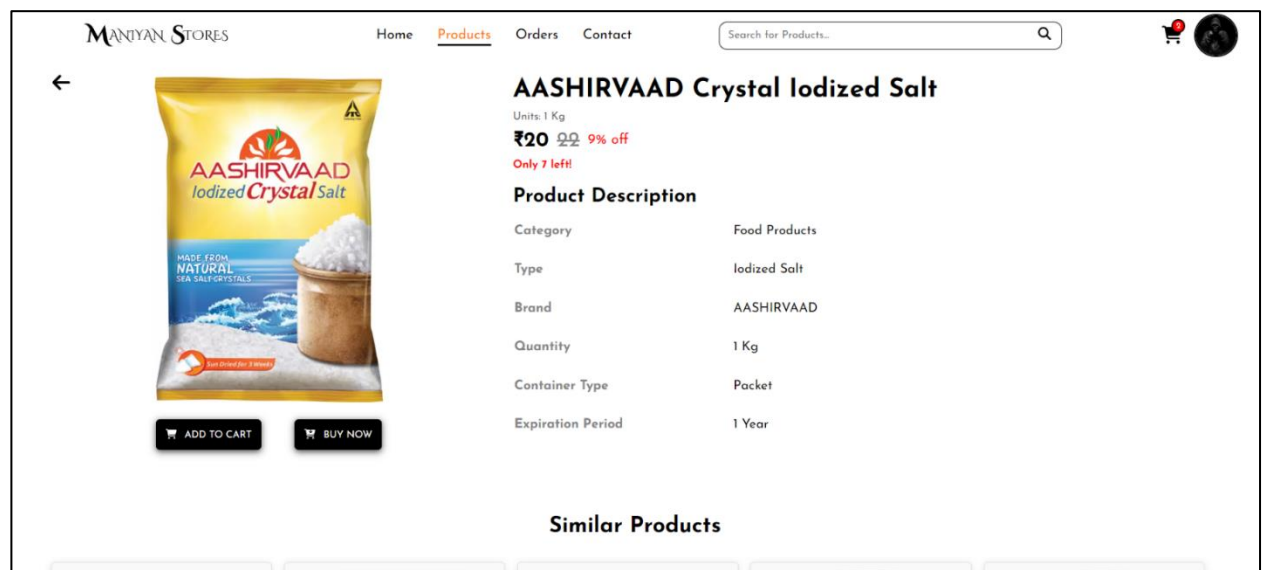 MANIYAN STORES
Home Products Orders Contact
Search for Products...
2
AASHIRVAAD Crystal Iodized Salt
Units: 1 Kg
₹20 22 9% off
Only 7 left!
AASHIRVAAD
Iodized Crystal Salt
MADE FROM
NATURAL
SEA SALT CRYSTALS
Sun Dried for 3 Weeks
Product Description
Category Food Products
Type Iodized Salt
Brand AASHIRVAAD
Quantity 1 Kg
Container Type Packet
Expiration Period 1 Year
ADD TO CART BUY NOW
Similar Products